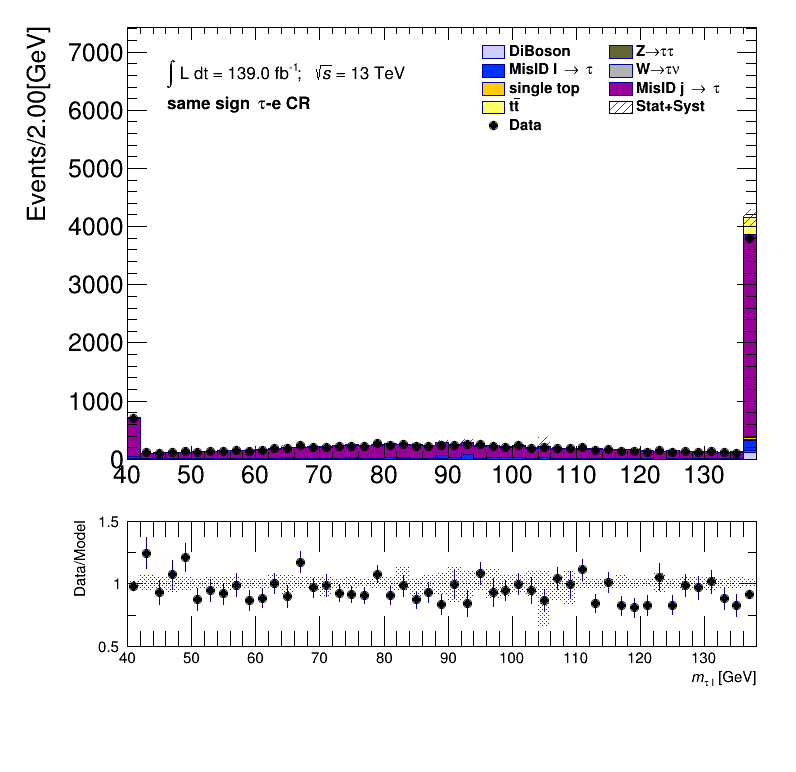 Events/2.00[GeV]
7000
6000
5000
4000
3000
2000
1000
0
∫ L dt = 139.0 fb⁻¹; √s = 13 TeV
same sign τ-e CR
DiBoson
MisID l → τ
single top
tt̄
Data
Z→ττ
W→τν
MisID j → τ
Stat+Syst
40 50 60 70 80 90 100 110 120 130
Data/Model
1.5
1
0.5
40 50 60 70 80 90 100 110 120 130
m_τ l [GeV]